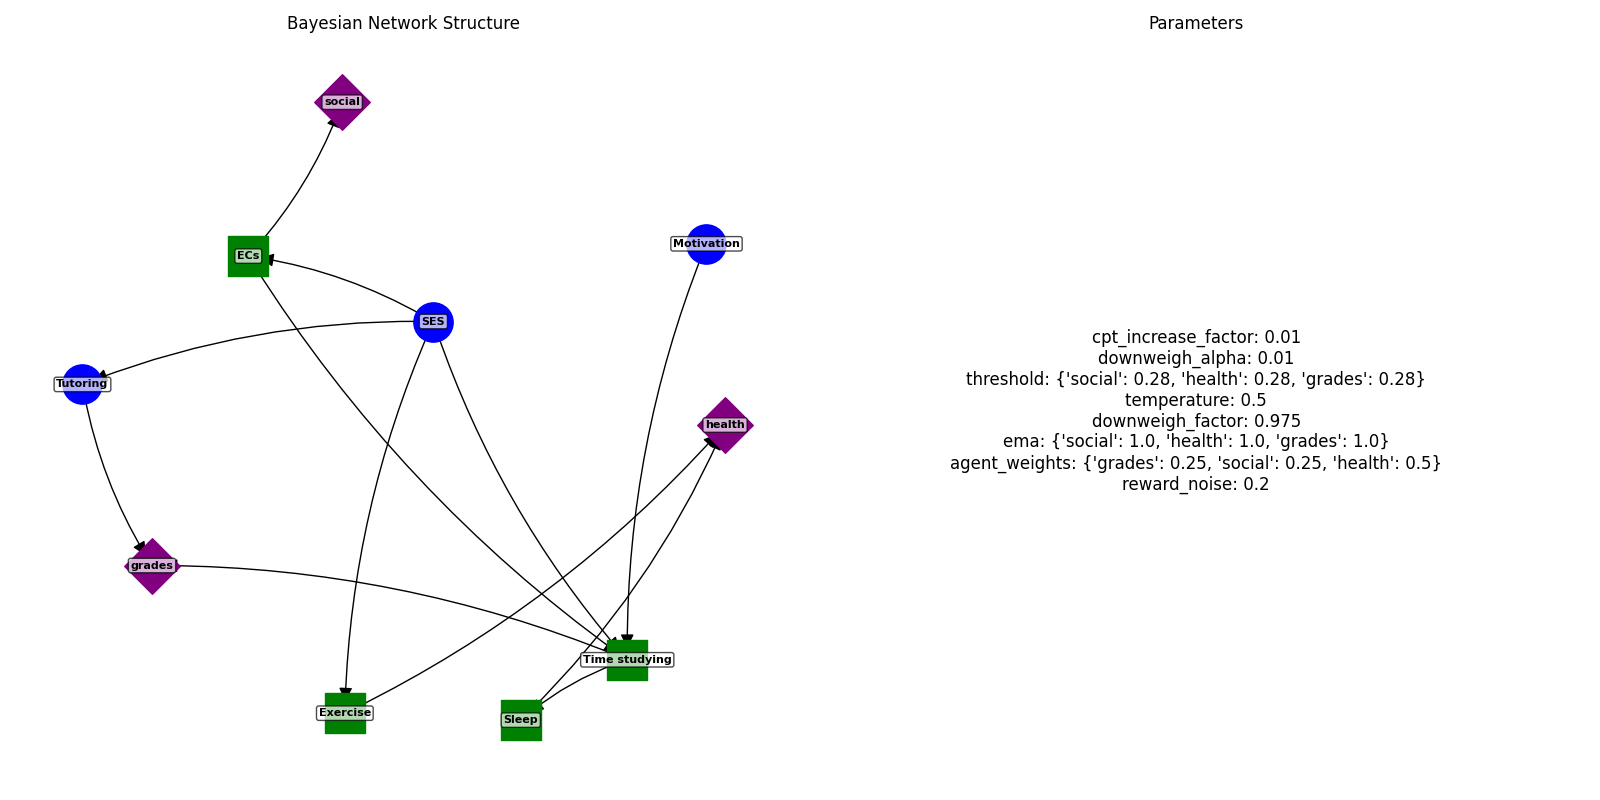 Bayesian Network Structure
Parameters
social
Motivation
ECs
SES
Tutoring
health
grades
Time studying
Exercise
Sleep
cpt_increase_factor: 0.01
downweigh_alpha: 0.01
threshold: {'social': 0.28, 'health': 0.28, 'grades': 0.28}
temperature: 0.5
downweigh_factor: 0.975
ema: {'social': 1.0, 'health': 1.0, 'grades': 1.0}
agent_weights: {'grades': 0.25, 'social': 0.25, 'health': 0.5}
reward_noise: 0.2